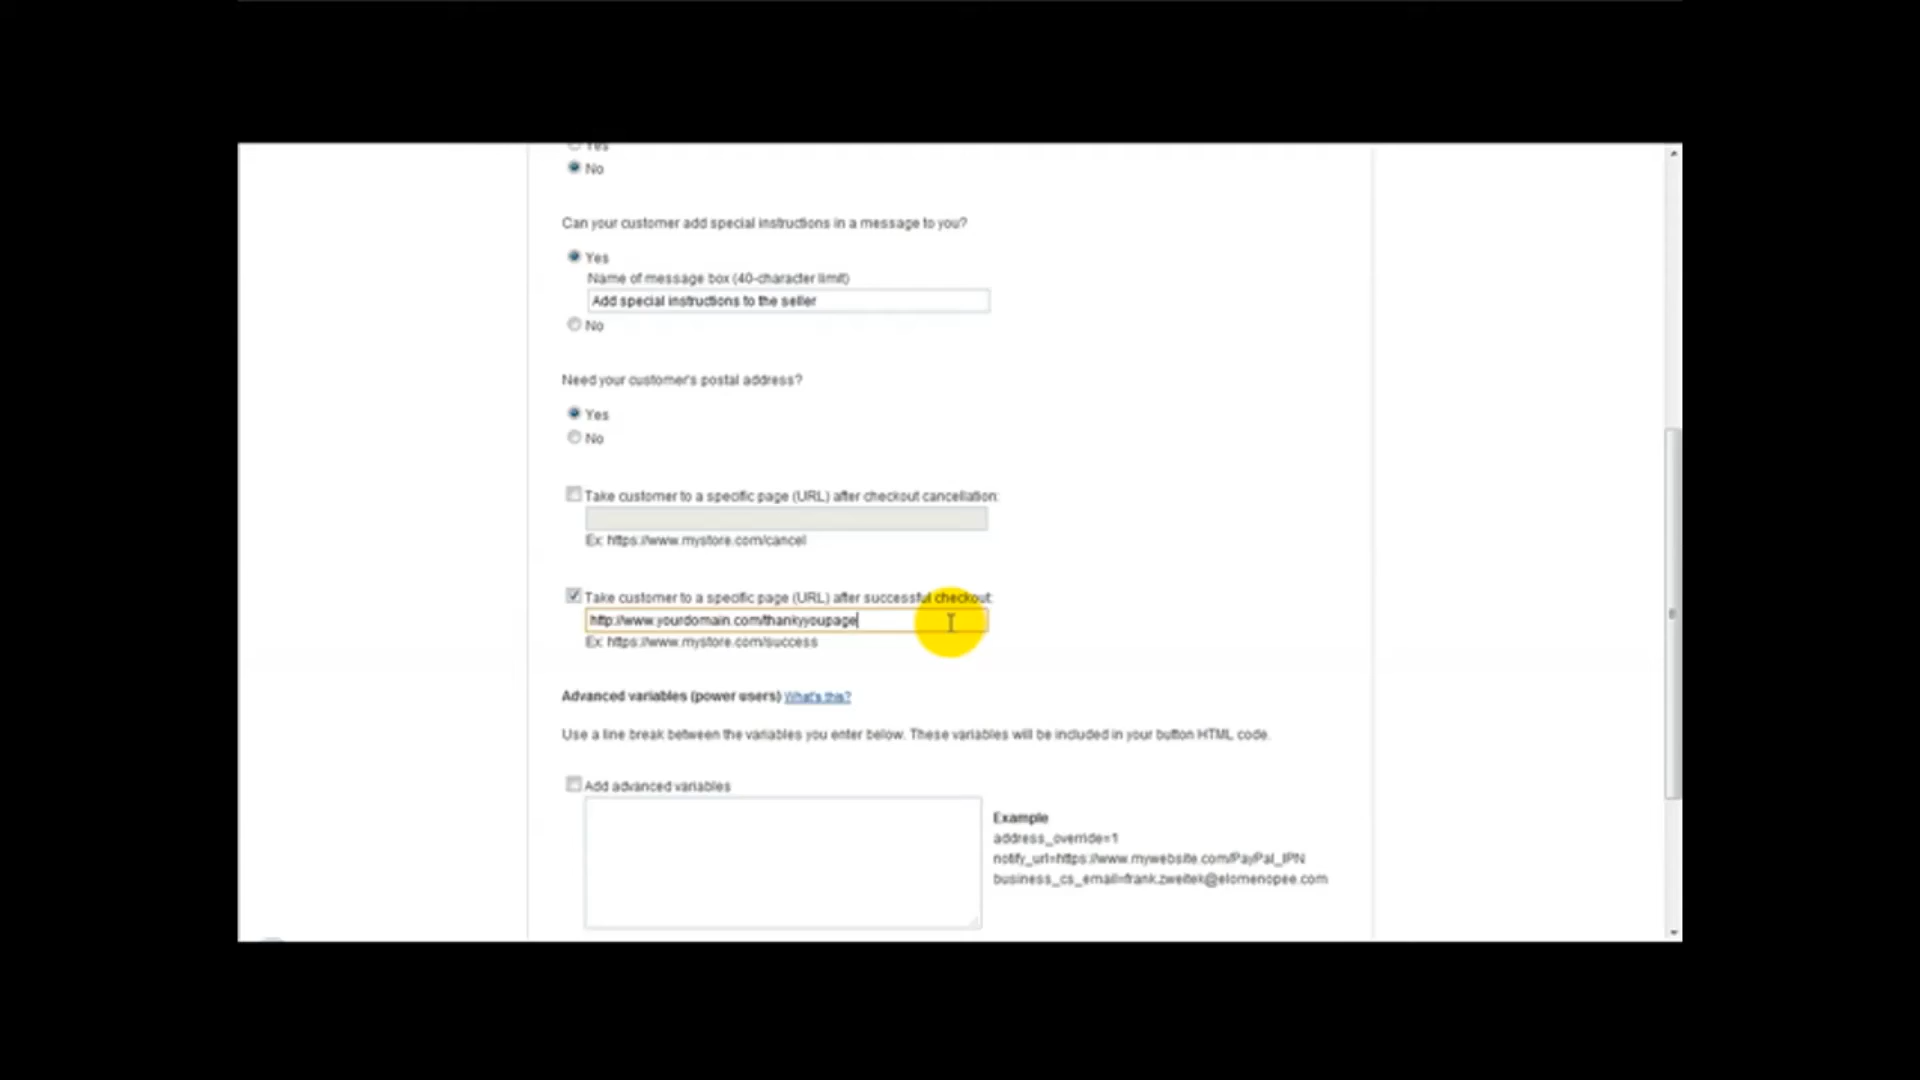 Yes
No
Can your customer add special instructions in a message to you?
Yes
Name of message box (40-character limit)
Add special instructions to the seller
No
Need your customer's postal address?
Yes
No
Take customer to a specific page (URL) after checkout cancellation:
Ex: https://www.mystore.com/cancel
Take customer to a specific page (URL) after successful checkout:
http://www.yourdomain.com/thankyyoupage
Ex: https://www.mystore.com/success
Advanced variables (power users) What's this?
Use a line break between the variables you enter below. These variables will be included in your button HTML code.
Add advanced variables
Example
address_override=1
notify_url=https://www.mywebsite.com/PayPal_IPN
business_cs_email=frank.zweitek@elomenopee.com